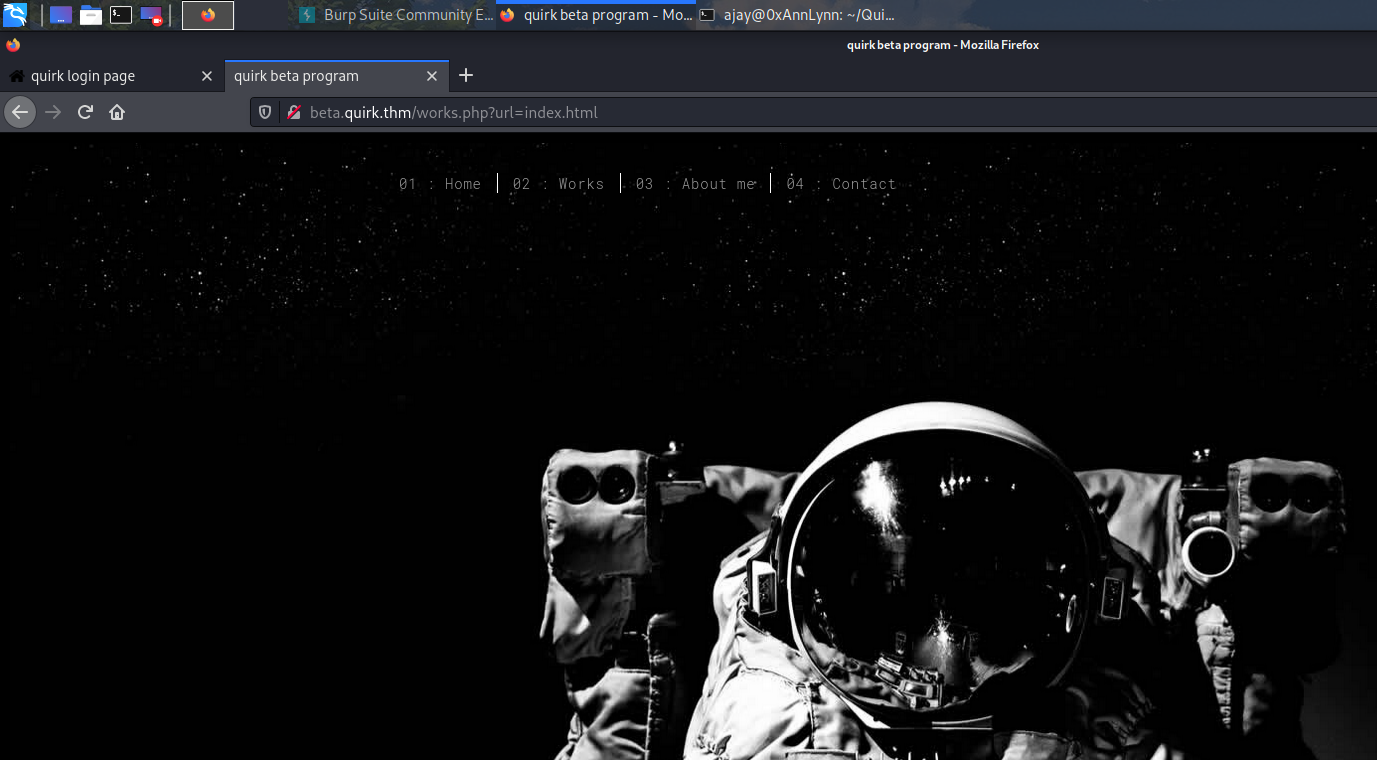 Burp Suite Community E... quirk beta program - Mo... ajay@0xAnnLynn: ~/Qui...
quirk beta program - Mozilla Firefox
quirk login page quirk beta program
beta.quirk.thm/works.php?url=index.html
01 : Home 02 : Works 03 : About me 04 : Contact